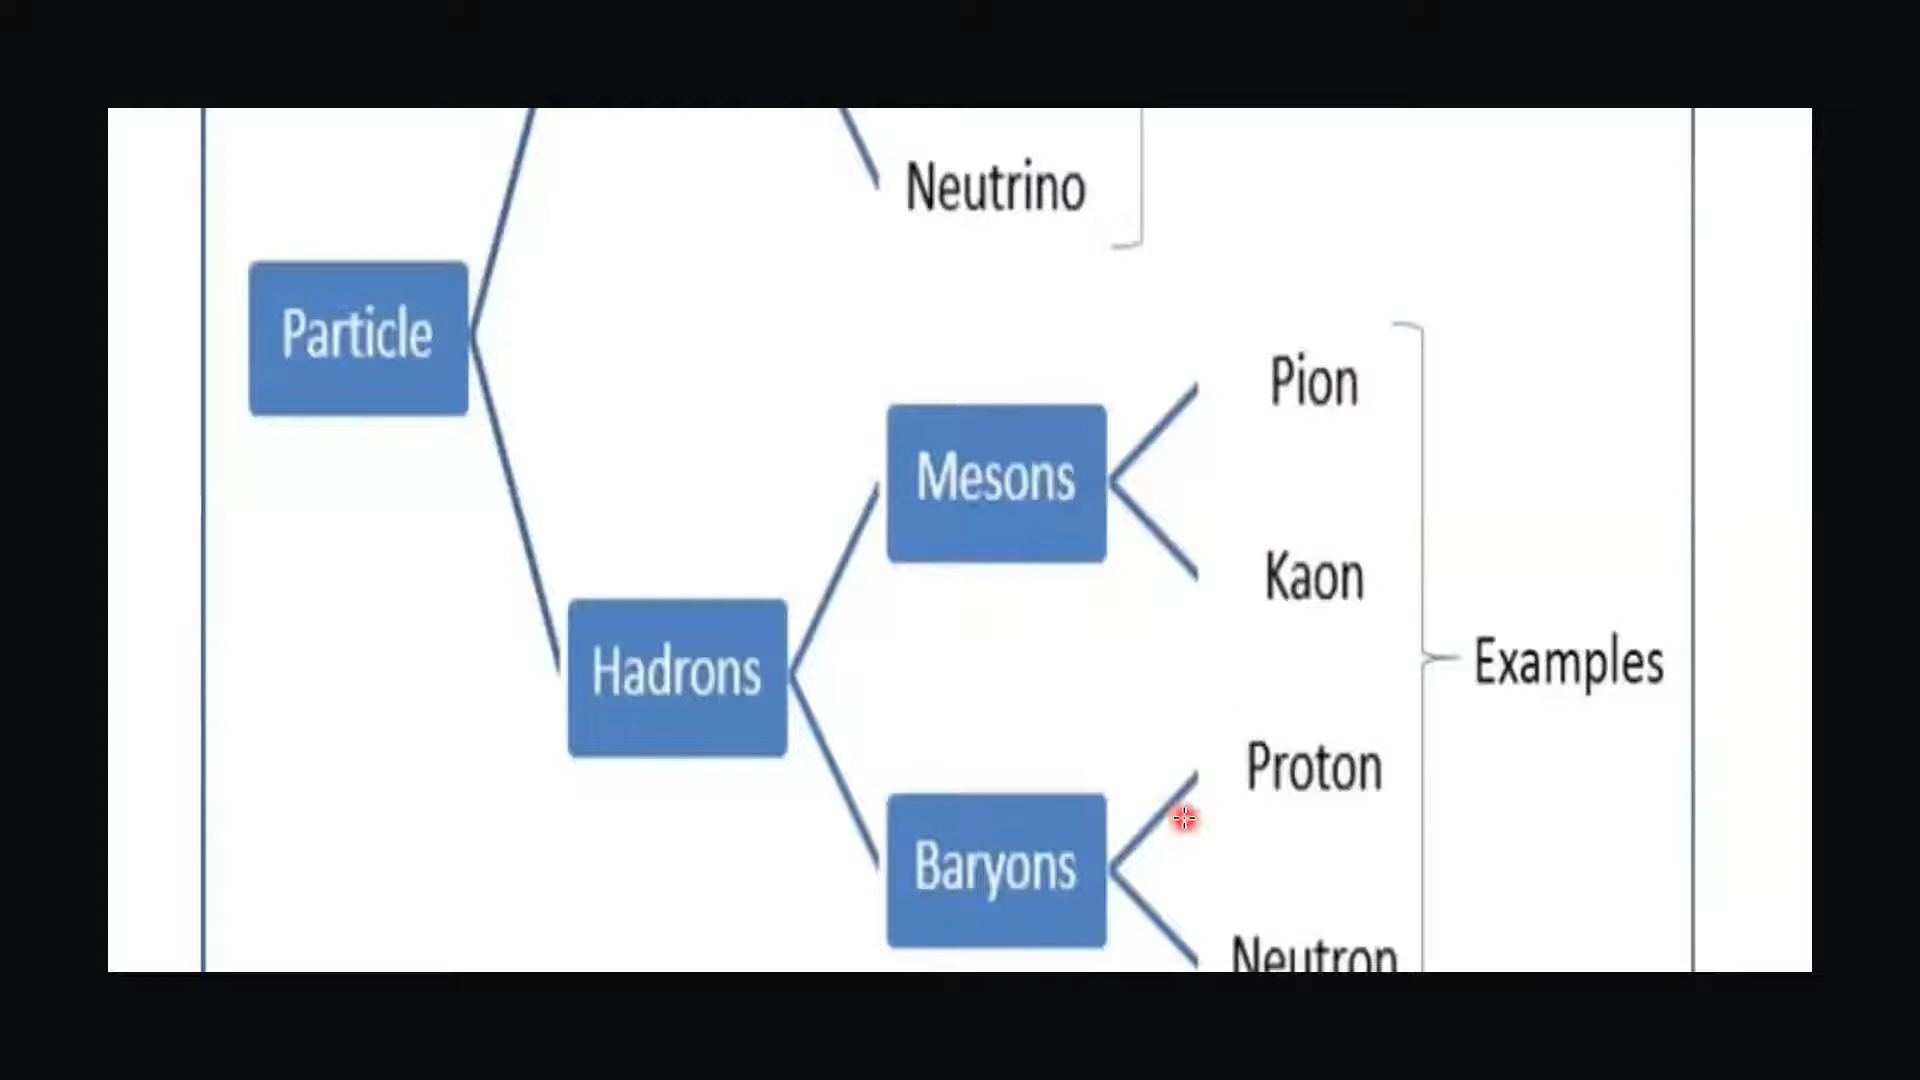 Neutrino
Particle
Pion
Mesons
Kaon
Examples
Hadrons
Proton
Baryons
Neutron